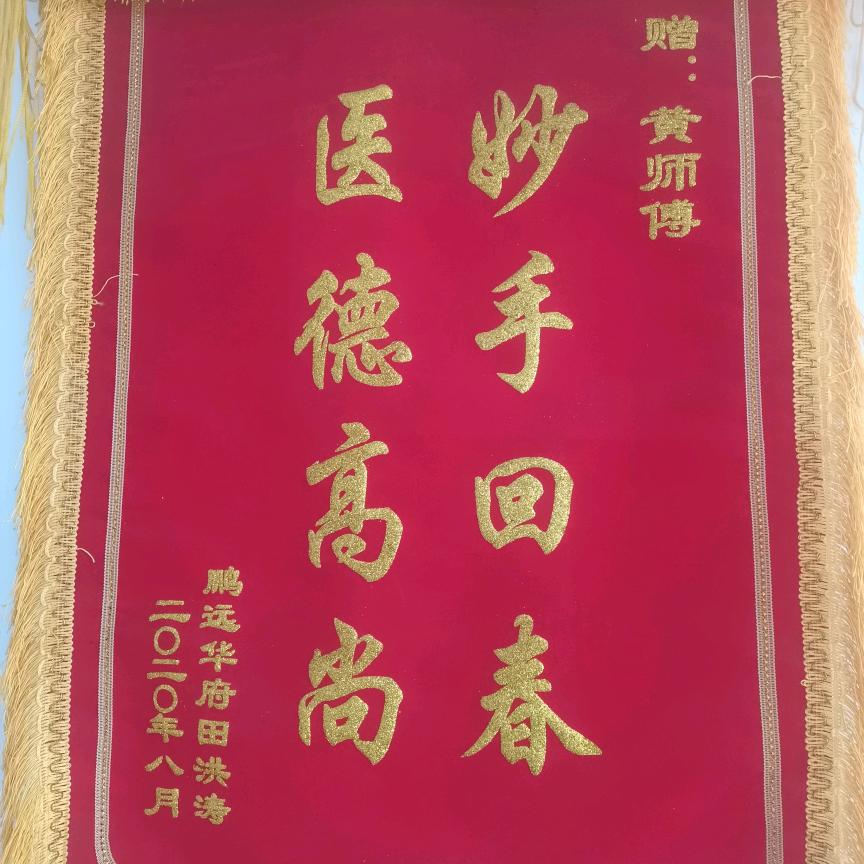 赠：黄师傅
妙手回春
医德高尚
鹏远华府田洪涛
二〇二〇年八月